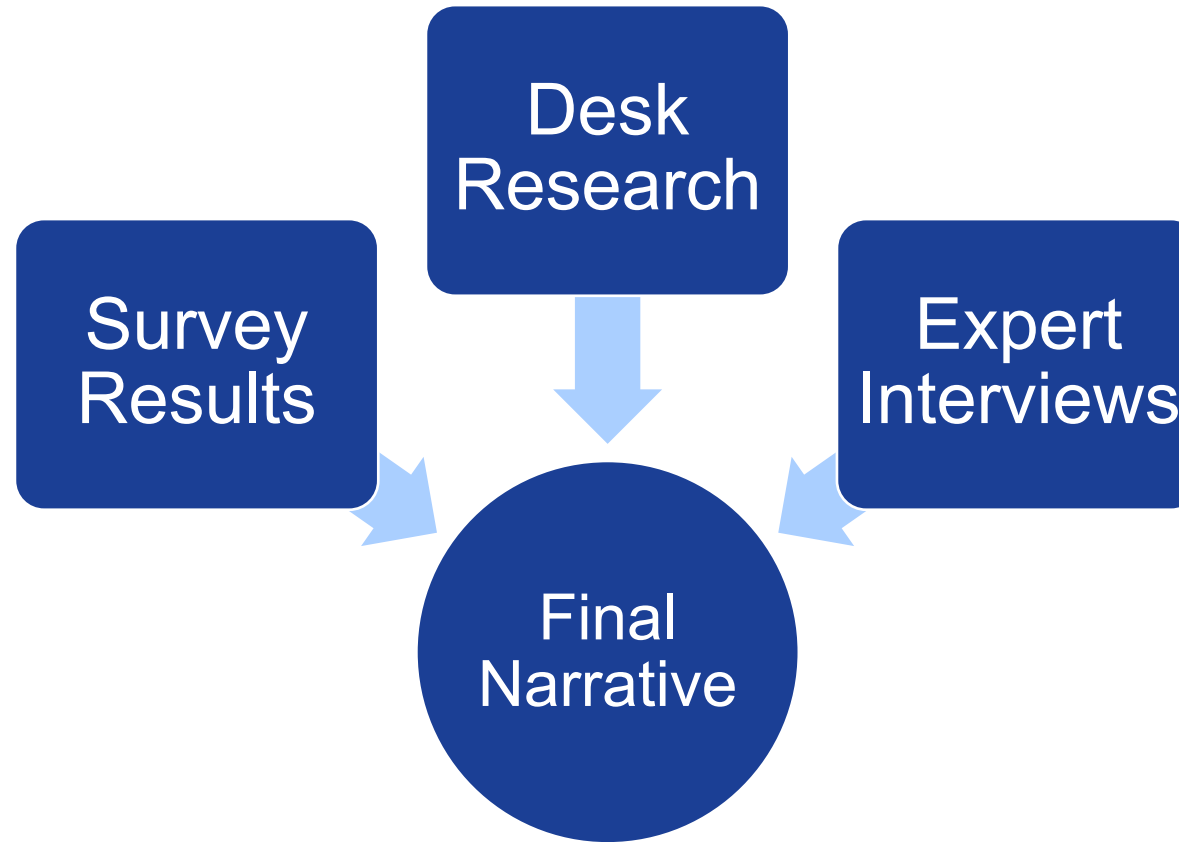 Desk
Research
Survey
Results
Expert
Interviews
Final
Narrative